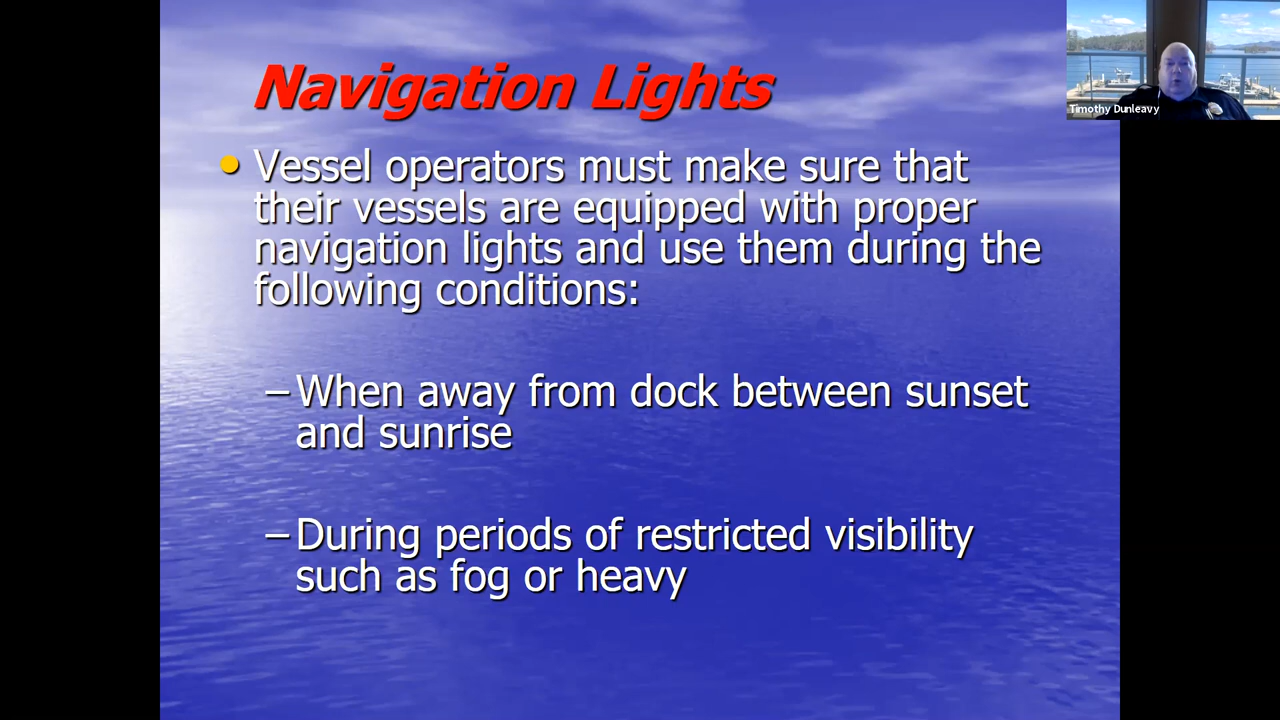 Navigation Lights
Timothy Dunleavy
• Vessel operators must make sure that
their vessels are equipped with proper
navigation lights and use them during the
following conditions:
–When away from dock between sunset
and sunrise
–During periods of restricted visibility
such as fog or heavy